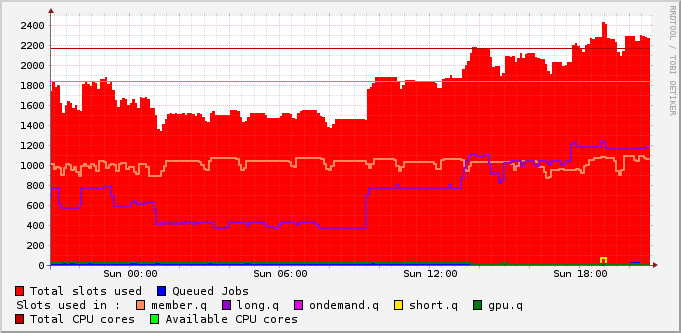 RRDTOOL / TOBI OETIKER
2400
2200
2000
1800
1600
1400
1200
1000
800
600
400
200
0
Sun 00:00 Sun 06:00 Sun 12:00 Sun 18:00
Total slots used Queued Jobs
Slots used in : member.q long.q ondemand.q short.q gpu.q
Total CPU cores Available CPU cores